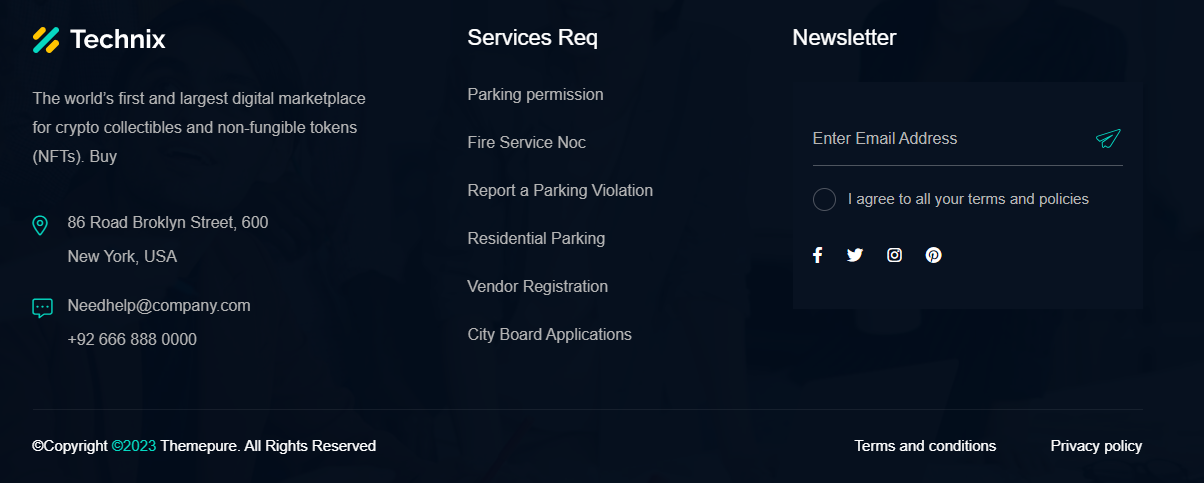 Technix
The world’s first and largest digital marketplace
for crypto collectibles and non-fungible tokens
(NFTs). Buy
86 Road Broklyn Street, 600
New York, USA
Needhelp@company.com
+92 666 888 0000
Services Req
Parking permission
Fire Service Noc
Report a Parking Violation
Residential Parking
Vendor Registration
City Board Applications
Newsletter
Enter Email Address
I agree to all your terms and policies
©Copyright ©2023 Themepure. All Rights Reserved
Terms and conditions
Privacy policy